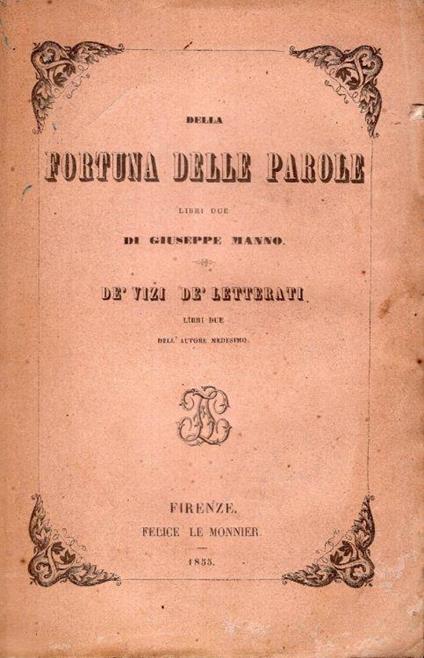 DELLA
FORTUNA DELLE PAROLE
LIBRI DUE
DI GIUSEPPE MANNO.
DE' VIZI DE' LETTERATI
LIBRI DUE
DELL' AUTORE MEDESIMO.
FIRENZE.
FELICE LE MONNIER.
1855.